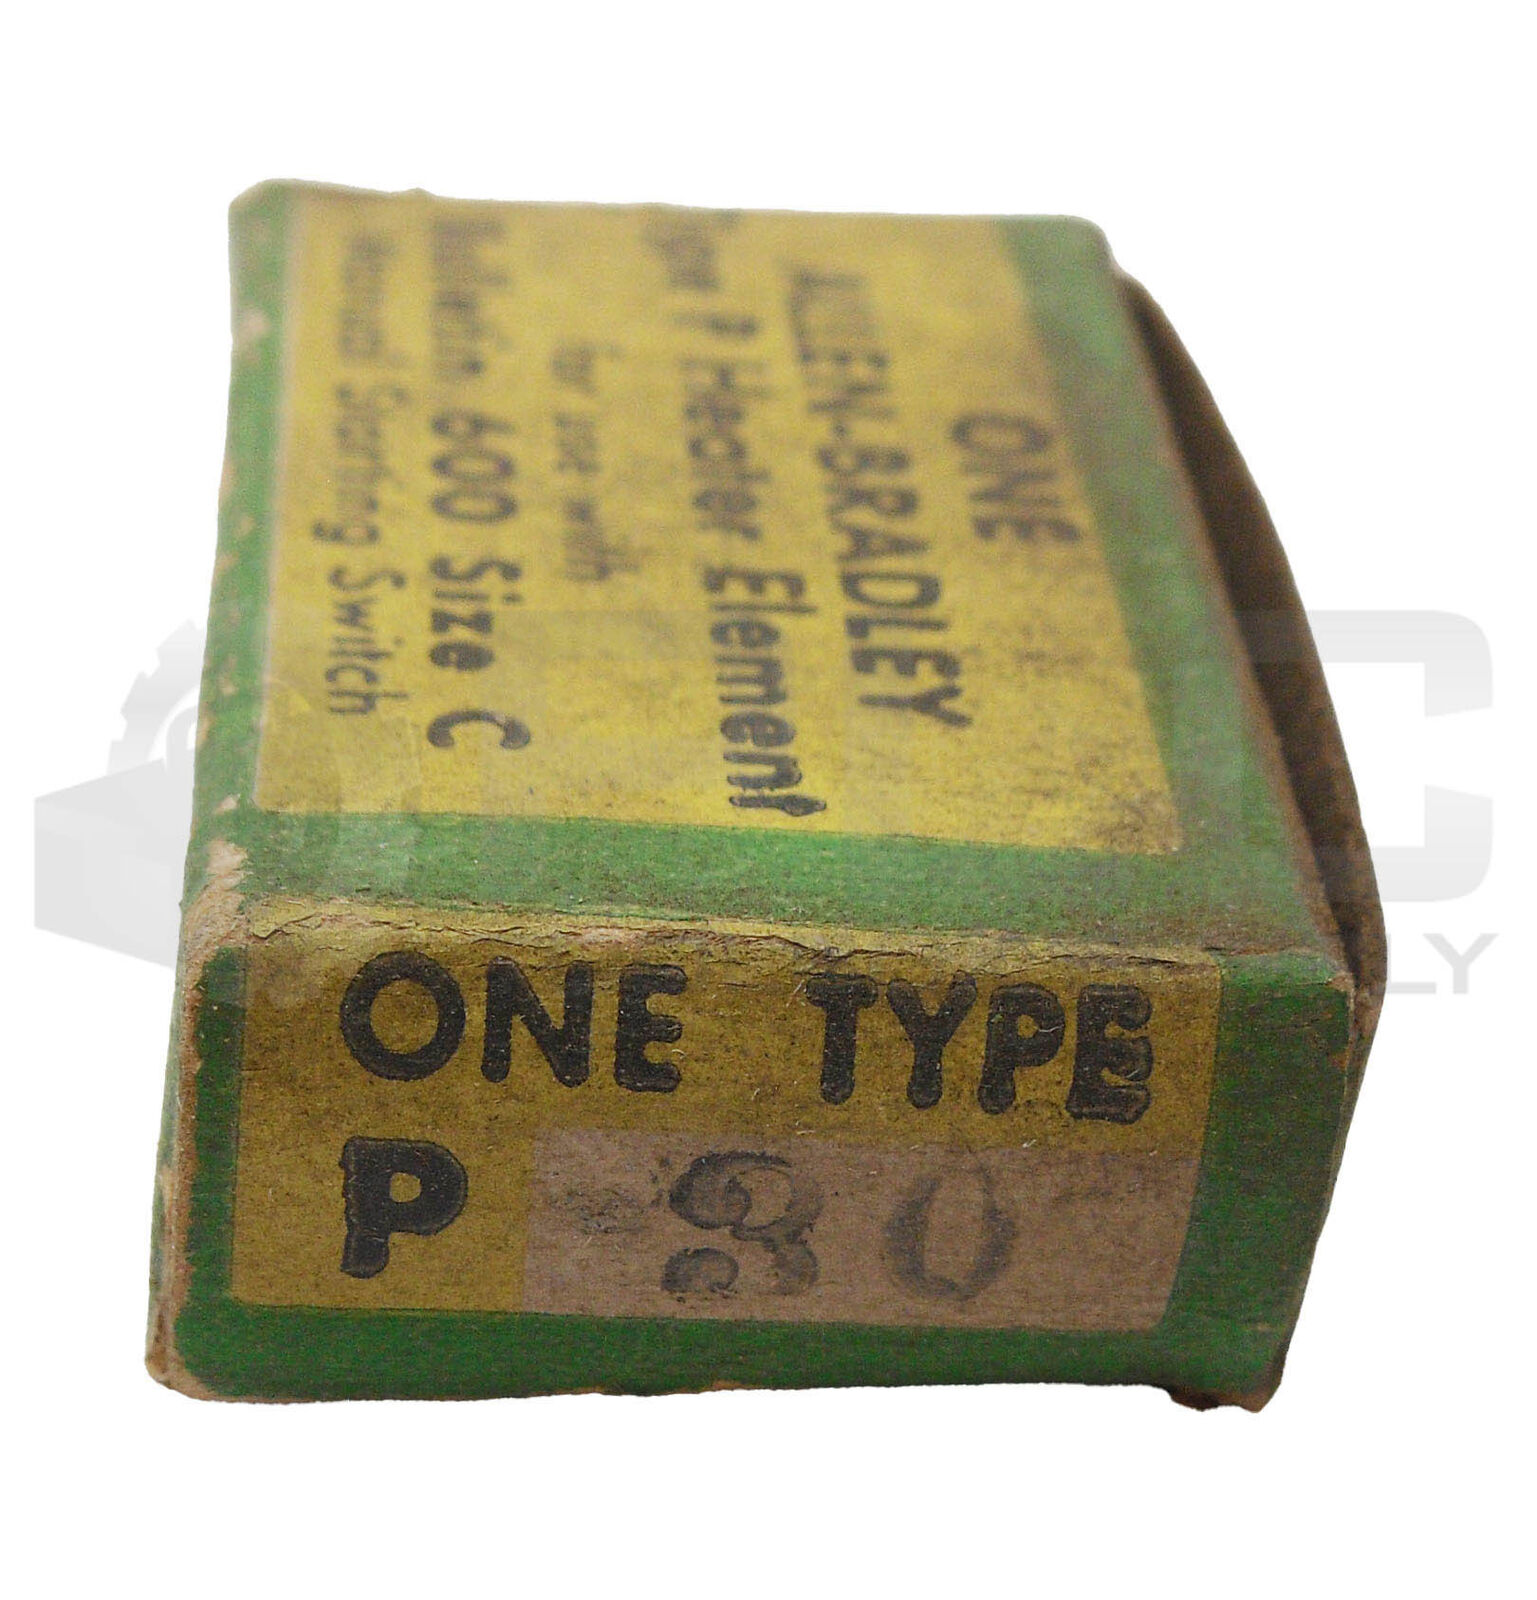 ONE
ALLEN-BRADLEY
Type P Heater Element
for use with
Bulletin 600 Size C
Manual Starting Switch
ONE TYPE
P 30